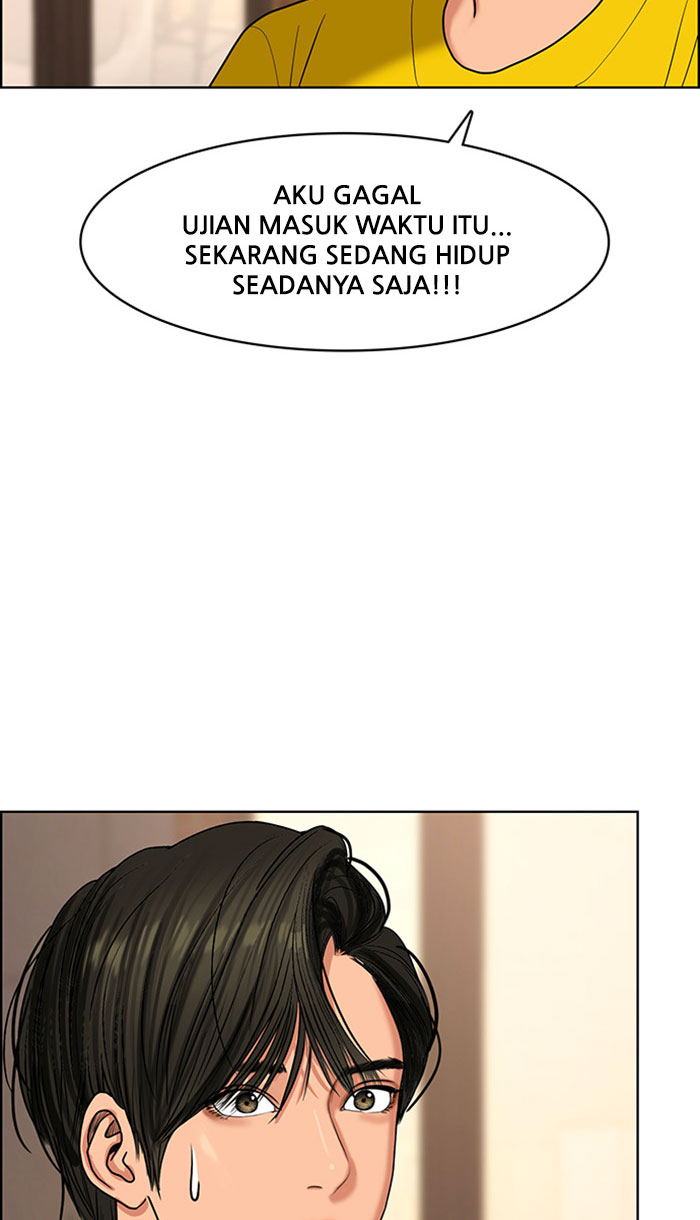 AKU GAGAL
UJIAN MASUK WAKTU ITU...
SEKARANG SEDANG HIDUP
SEADANYA SAJA!!!